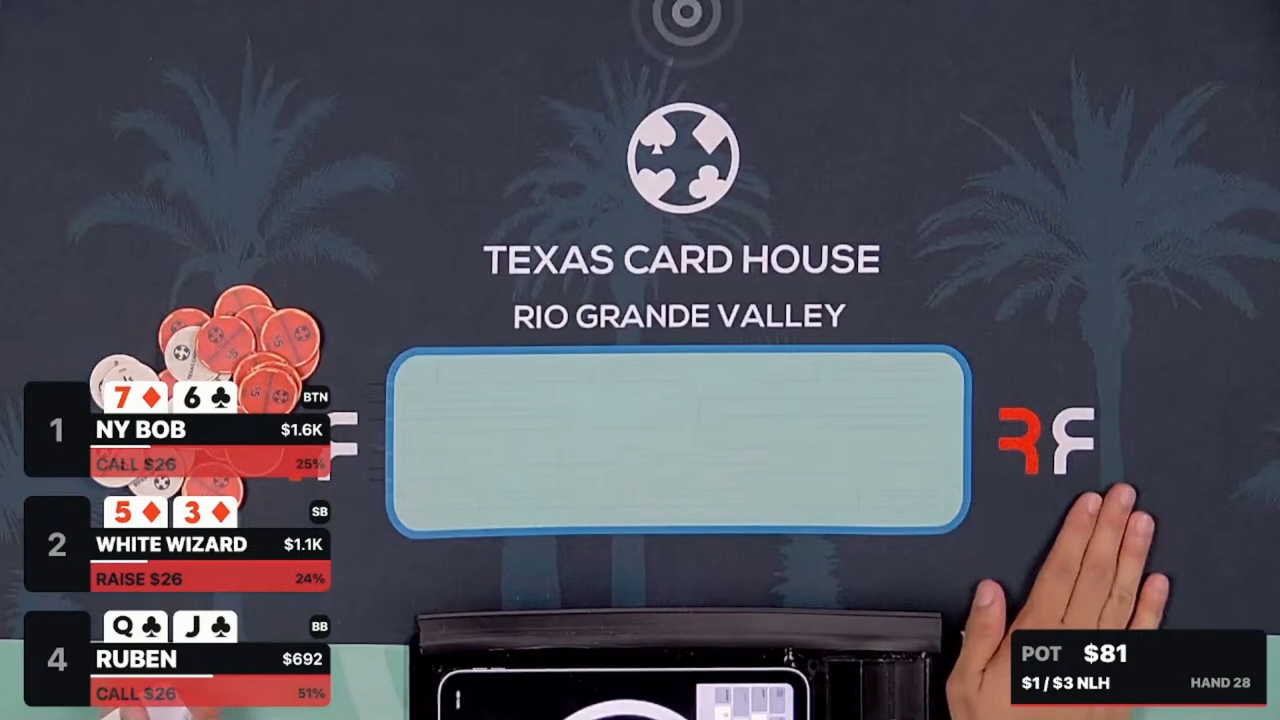 TEXAS CARD HOUSE
RIO GRANDE VALLEY
RF
1
7 6 BTN
NY BOB $1.6K
CALL $26 25%
2
5 3 SB
WHITE WIZARD $1.1K
RAISE $26 24%
4
Q J BB
RUBEN $692
CALL $26 51%
POT $81
$1 / $3 NLH HAND 28